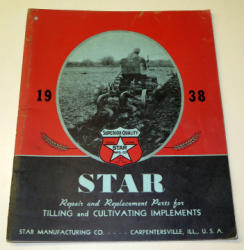 19 38
SUPERIOR QUALITY
STAR
STAR
Repair and Replacement Parts for
TILLING and CULTIVATING IMPLEMENTS
STAR MANUFACTURING CO. · · · · CARPENTERSVILLE, ILL., U. S. A.